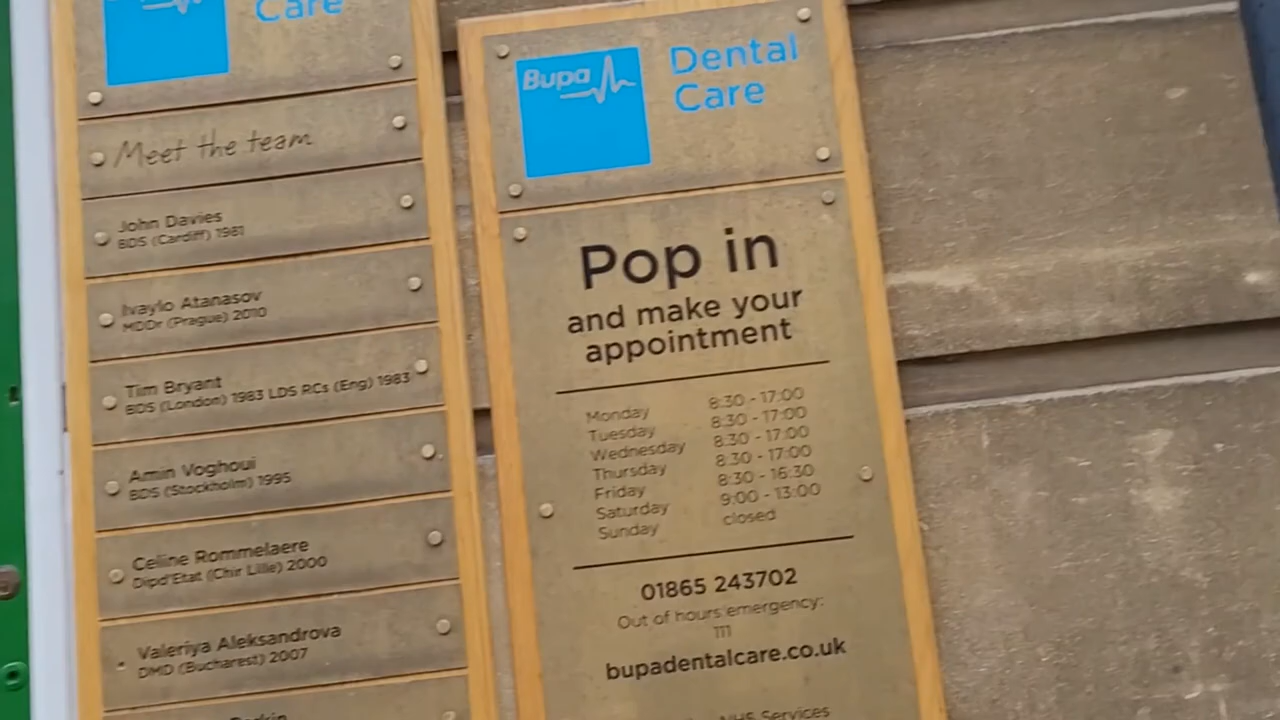 Care
Meet the team
John Davies
BDS (Cardiff) 1981
Ivaylo Atanasov
MDDr (Prague) 2010
Tim Bryant
BDS (London) 1983 LDS RCS (Eng) 1983
Amin Voghoui
BDS (Stockholm) 1995
Celine Rommelaere
Dipd'Etat (Chir Lille) 2000
Valeriya Aleksandrova
DMD (Bucharest) 2007
Bupa
Dental
Care
Pop in
and make your
appointment
Monday 8:30 - 17:00
Tuesday 8:30 - 17:00
Wednesday 8:30 - 17:00
Thursday 8:30 - 17:00
Friday 8:30 - 16:30
Saturday 9:00 - 13:00
Sunday closed
01865 243702
Out of hours emergency:
111
bupadentalcare.co.uk
NHS Services